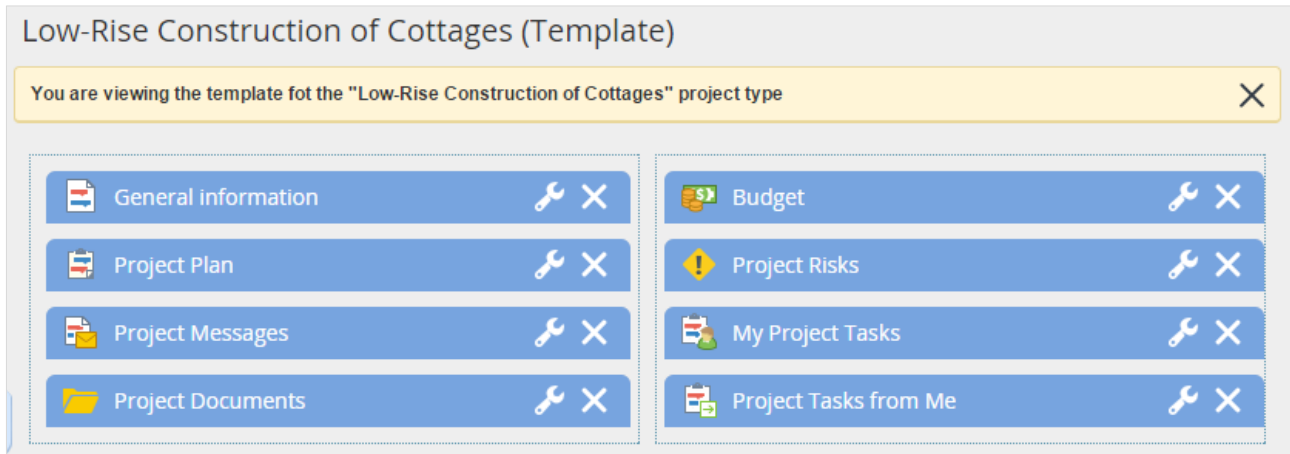 Low-Rise Construction of Cottages (Template)
You are viewing the template fot the "Low-Rise Construction of Cottages" project type
General information
Project Plan
Project Messages
Project Documents
Budget
Project Risks
My Project Tasks
Project Tasks from Me